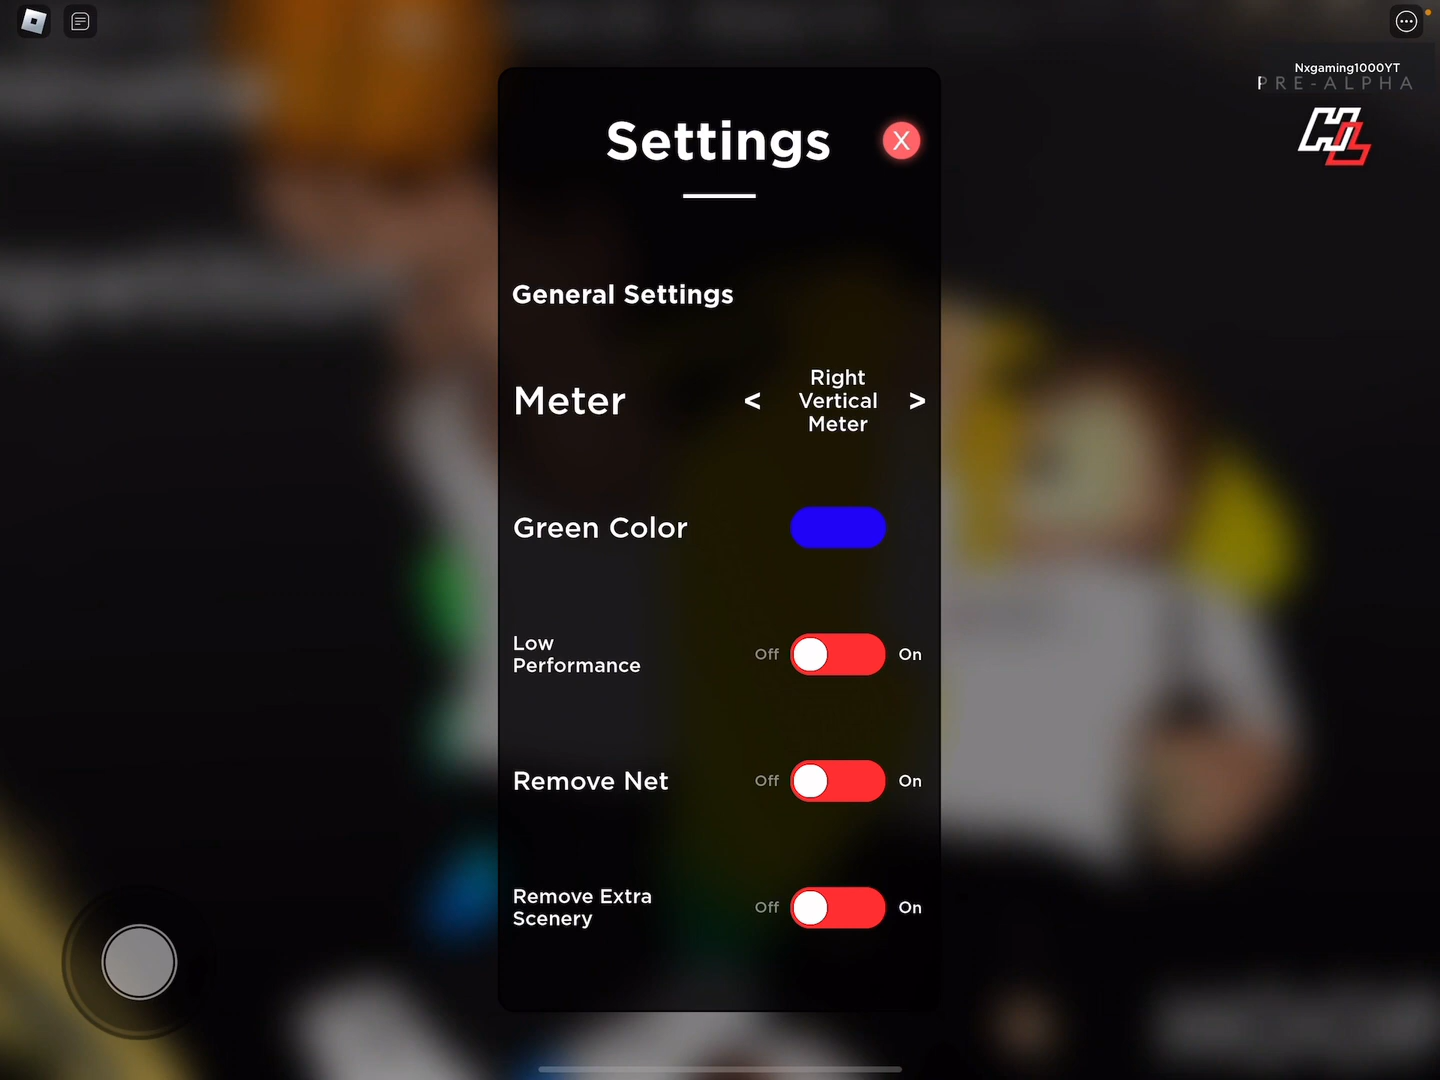 Nxgaming1000YT
PRE-ALPHA
HL
Settings
X
General Settings
Meter
<
Right
Vertical
Meter
>
Green Color
Low
Performance
Off
On
Remove Net
Off
On
Remove Extra
Scenery
Off
On